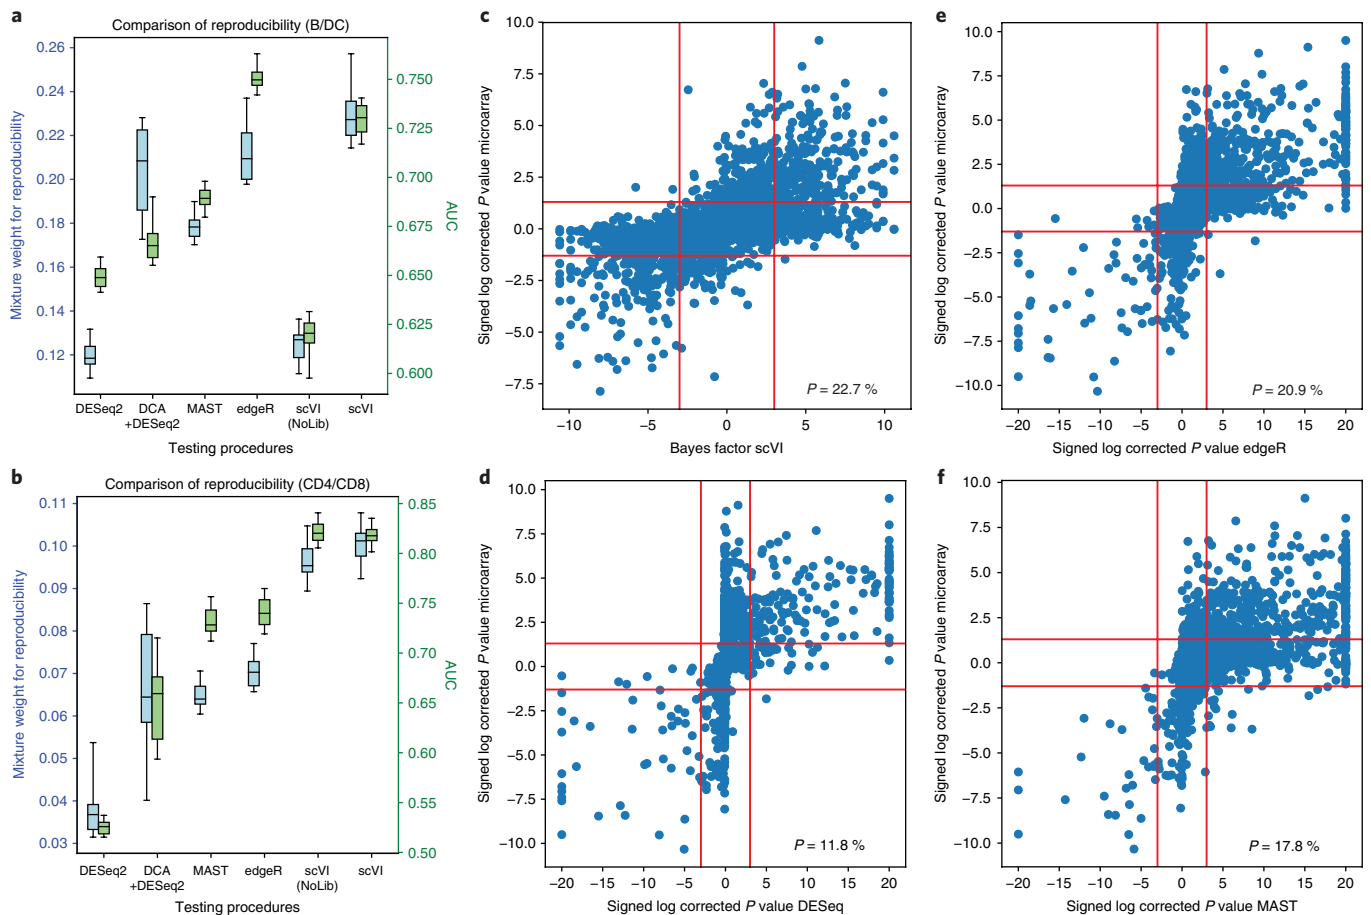 a
Comparison of reproducibility (B/DC)
Mixture weight for reproducibility
0.26
0.24
0.22
0.20
0.18
0.16
0.14
0.12
0.750
0.725
0.700
0.675
0.650
0.625
0.600
AUC
DESeq2 DCA MAST edgeR scVI scVI
+DESeq2 (NoLib)
Testing procedures
b
Comparison of reproducibility (CD4/CD8)
Mixture weight for reproducibility
0.11
0.10
0.09
0.08
0.07
0.06
0.05
0.04
0.03
0.85
0.80
0.75
0.70
0.65
0.60
0.55
0.50
AUC
DESeq2 DCA MAST edgeR scVI scVI
+DESeq2 (NoLib)
Testing procedures
c
Signed log corrected P value microarray
10.0
7.5
5.0
2.5
0.0
−2.5
−5.0
−7.5
P = 22.7 %
−10 −5 0 5 10
Bayes factor scVI
d
Signed log corrected P value microarray
10.0
7.5
5.0
2.5
0.0
−2.5
−5.0
−7.5
−10.0
P = 11.8 %
−20 −15 −10 −5 0 5 10 15 20
Signed log corrected P value DESeq
e
Signed log corrected P value microarray
10.0
7.5
5.0
2.5
0.0
−2.5
−5.0
−7.5
−10.0
P = 20.9 %
−20 −15 −10 −5 0 5 10 15 20
Signed log corrected P value edgeR
f
Signed log corrected P value microarray
10.0
7.5
5.0
2.5
0.0
−2.5
−5.0
−7.5
−10.0
P = 17.8 %
−20 −15 −10 −5 0 5 10 15 20
Signed log corrected P value MAST